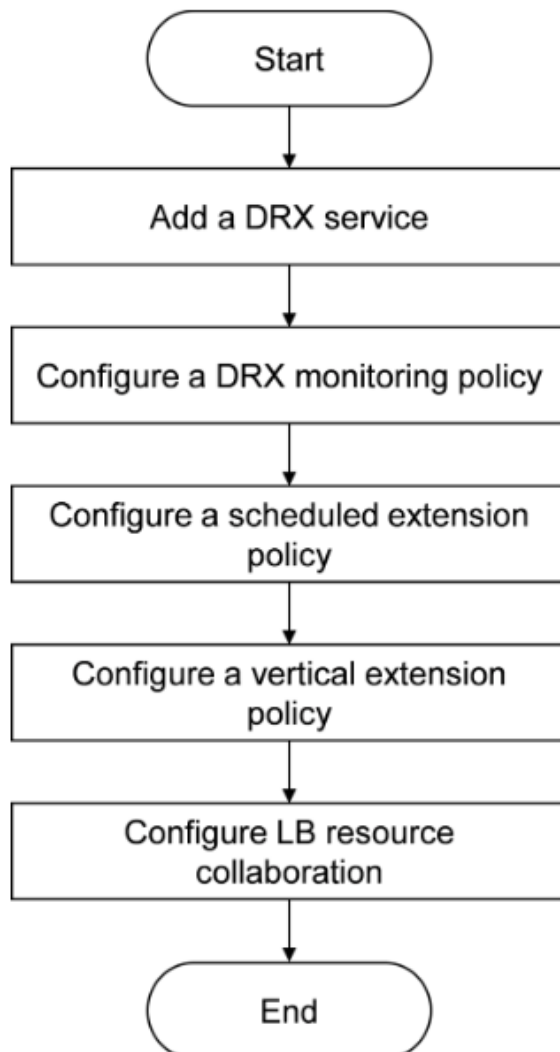 Start
Add a DRX service
Configure a DRX monitoring policy
Configure a scheduled extension
policy
Configure a vertical extension
policy
Configure LB resource
collaboration
End